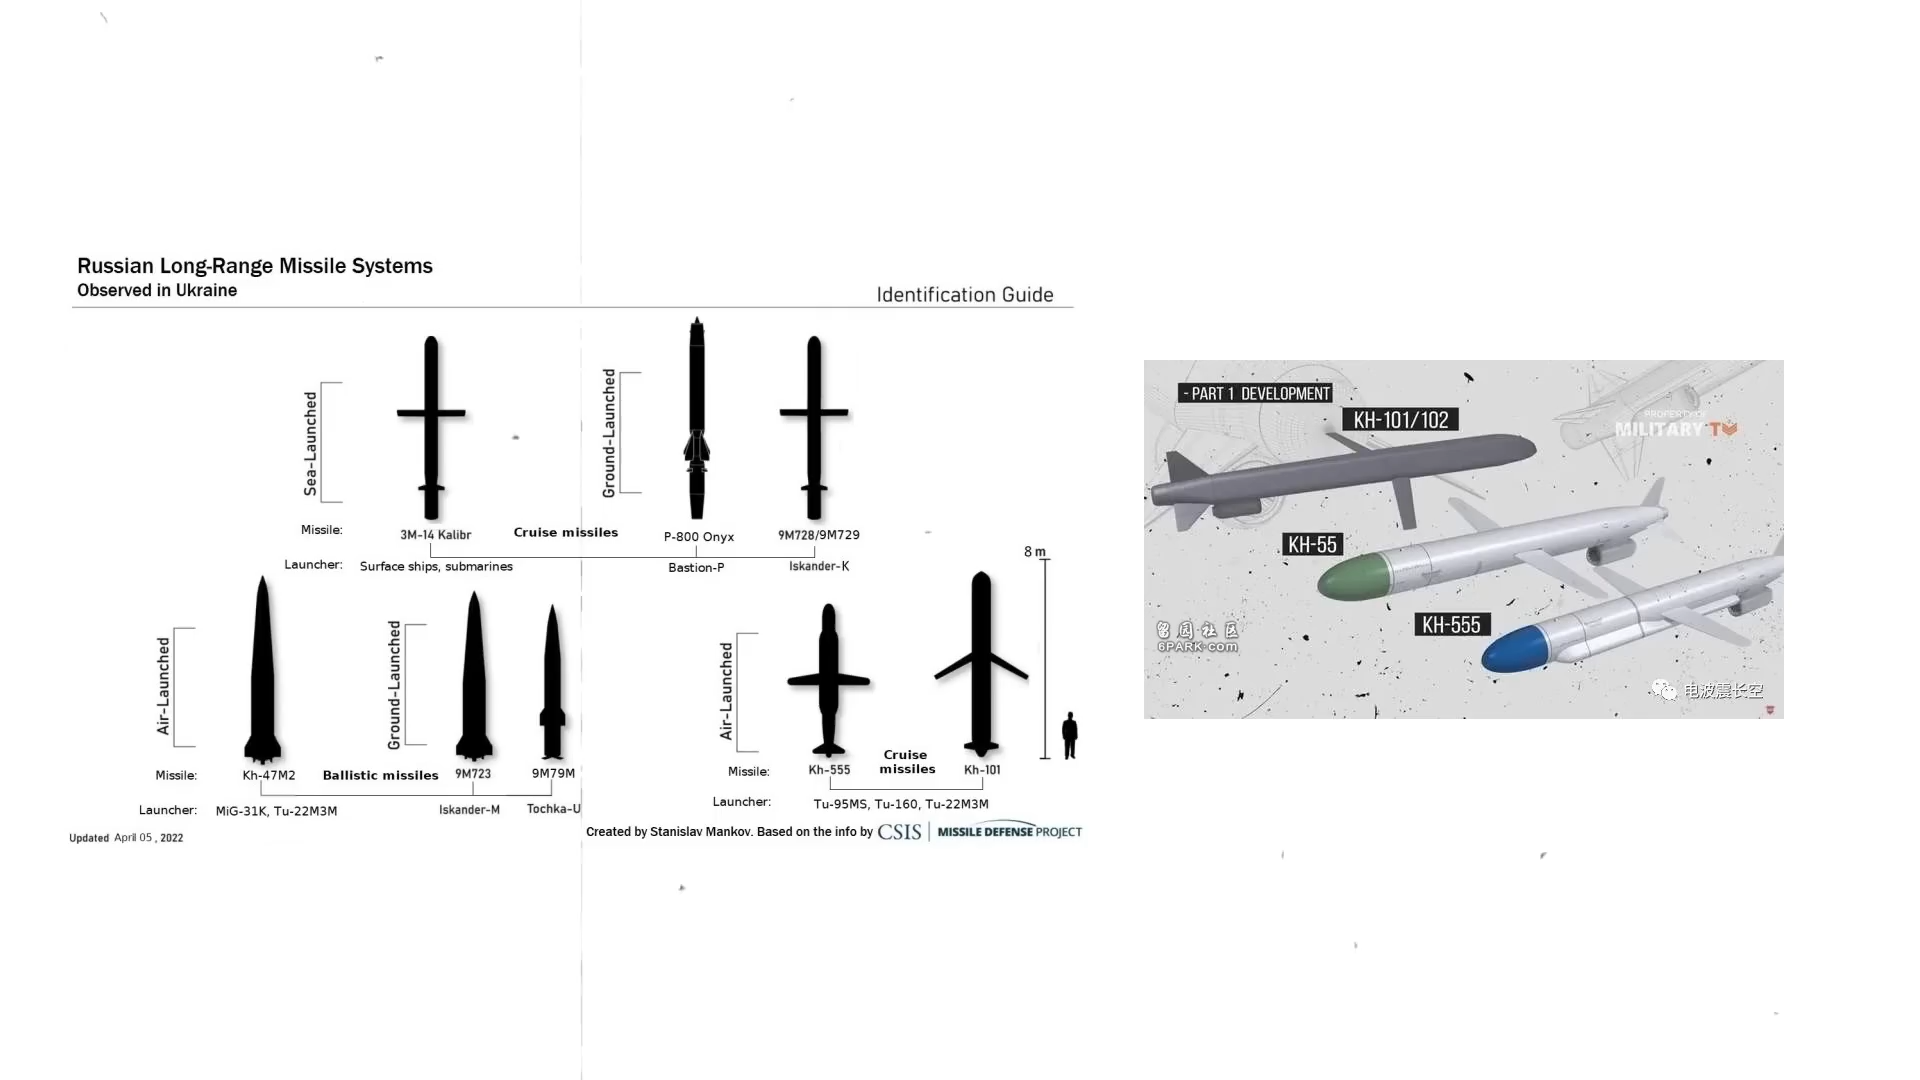 Russian Long-Range Missile Systems
Observed in Ukraine
Identification Guide
Sea-Launched
Ground-Launched
Missile:
3M-14 Kalibr
Cruise missiles
P-800 Onyx
9M728/9M729
Launcher:
Surface ships, submarines
Bastion-P
Iskander-K
8 m
Air-Launched
Ground-Launched
Air-Launched
Missile:
Kh-47M2
Ballistic missiles
9M723
9M79M
Missile:
Kh-555
Cruise
missiles
Kh-101
Launcher:
MiG-31K, Tu-22M3M
Iskander-M
Tochka-U
Launcher:
Tu-95MS, Tu-160, Tu-22M3M
Updated April 05, 2022
Created by Stanislav Mankov. Based on the info by CSIS | MISSILE DEFENSE PROJECT
- PART 1 DEVELOPMENT
KH-101/102
PROPERTY OF
MILITARY TV
KH-55
KH-555
留园社区
6PARK.com
电波震长空